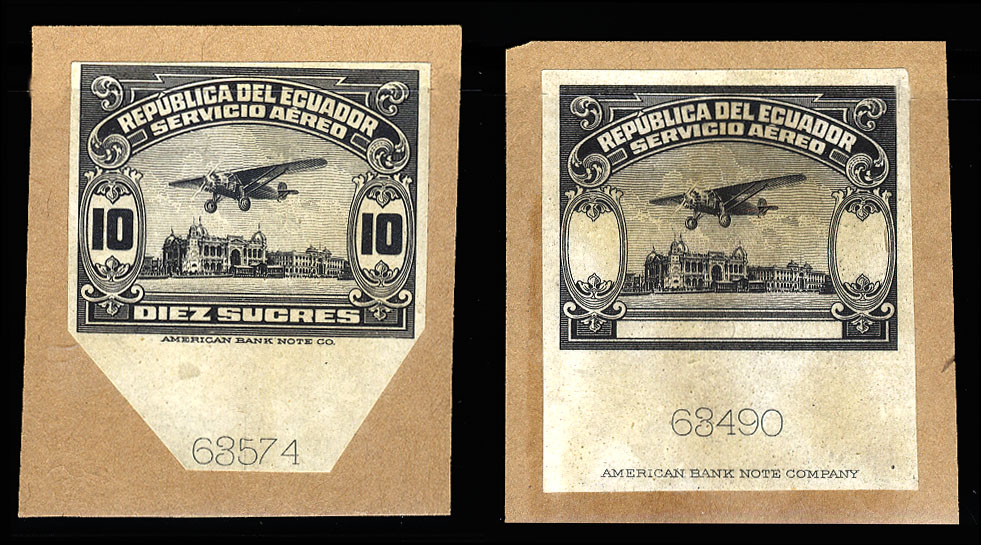 REPÚBLICA DEL ECUADOR
SERVICIO AÉREO
10 10
DIEZ SUCRES
AMERICAN BANK NOTE CO.
63574
REPÚBLICA DEL ECUADOR
SERVICIO AÉREO
63490
AMERICAN BANK NOTE COMPANY